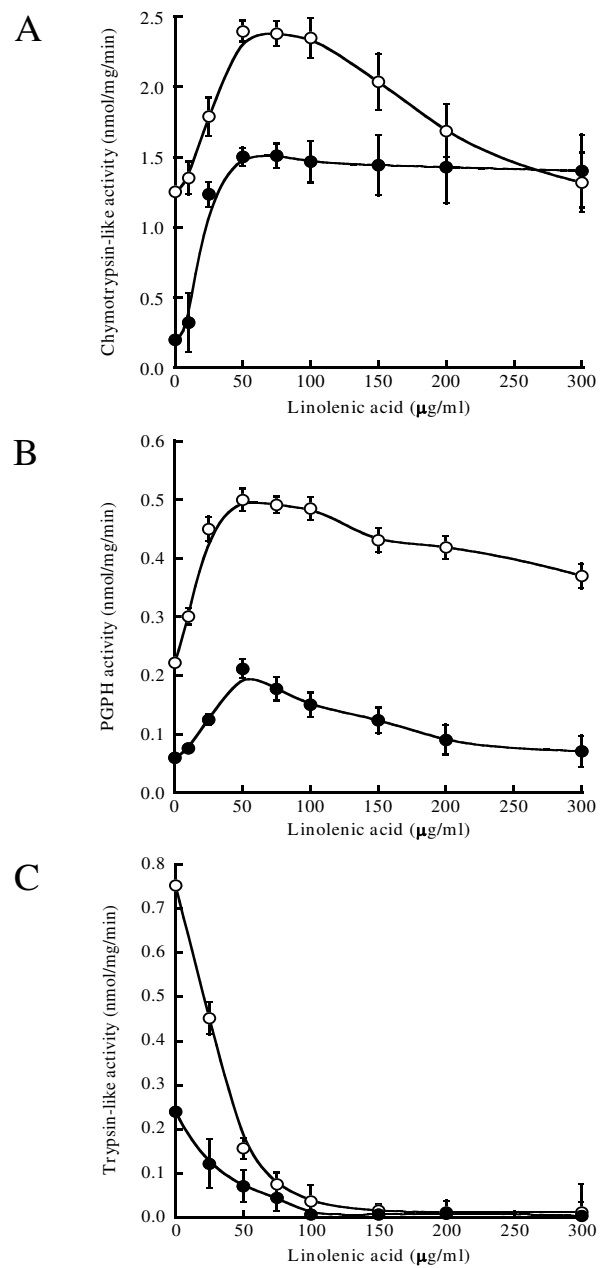 A
Chymotrypsin-like activity (nmol/mg/min)
2.5
2.0
1.5
1.0
0.5
0.0
0 50 100 150 200 250 300
Linolenic acid (μg/ml)
B
PGPH activity (nmol/mg/min)
0.6
0.5
0.4
0.3
0.2
0.1
0.0
0 50 100 150 200 250 300
Linolenic acid (μg/ml)
C
Trypsin-like activity (nmol/mg/min)
0.8
0.7
0.6
0.5
0.4
0.3
0.2
0.1
0.0
0 50 100 150 200 250 300
Linolenic acid (μg/ml)